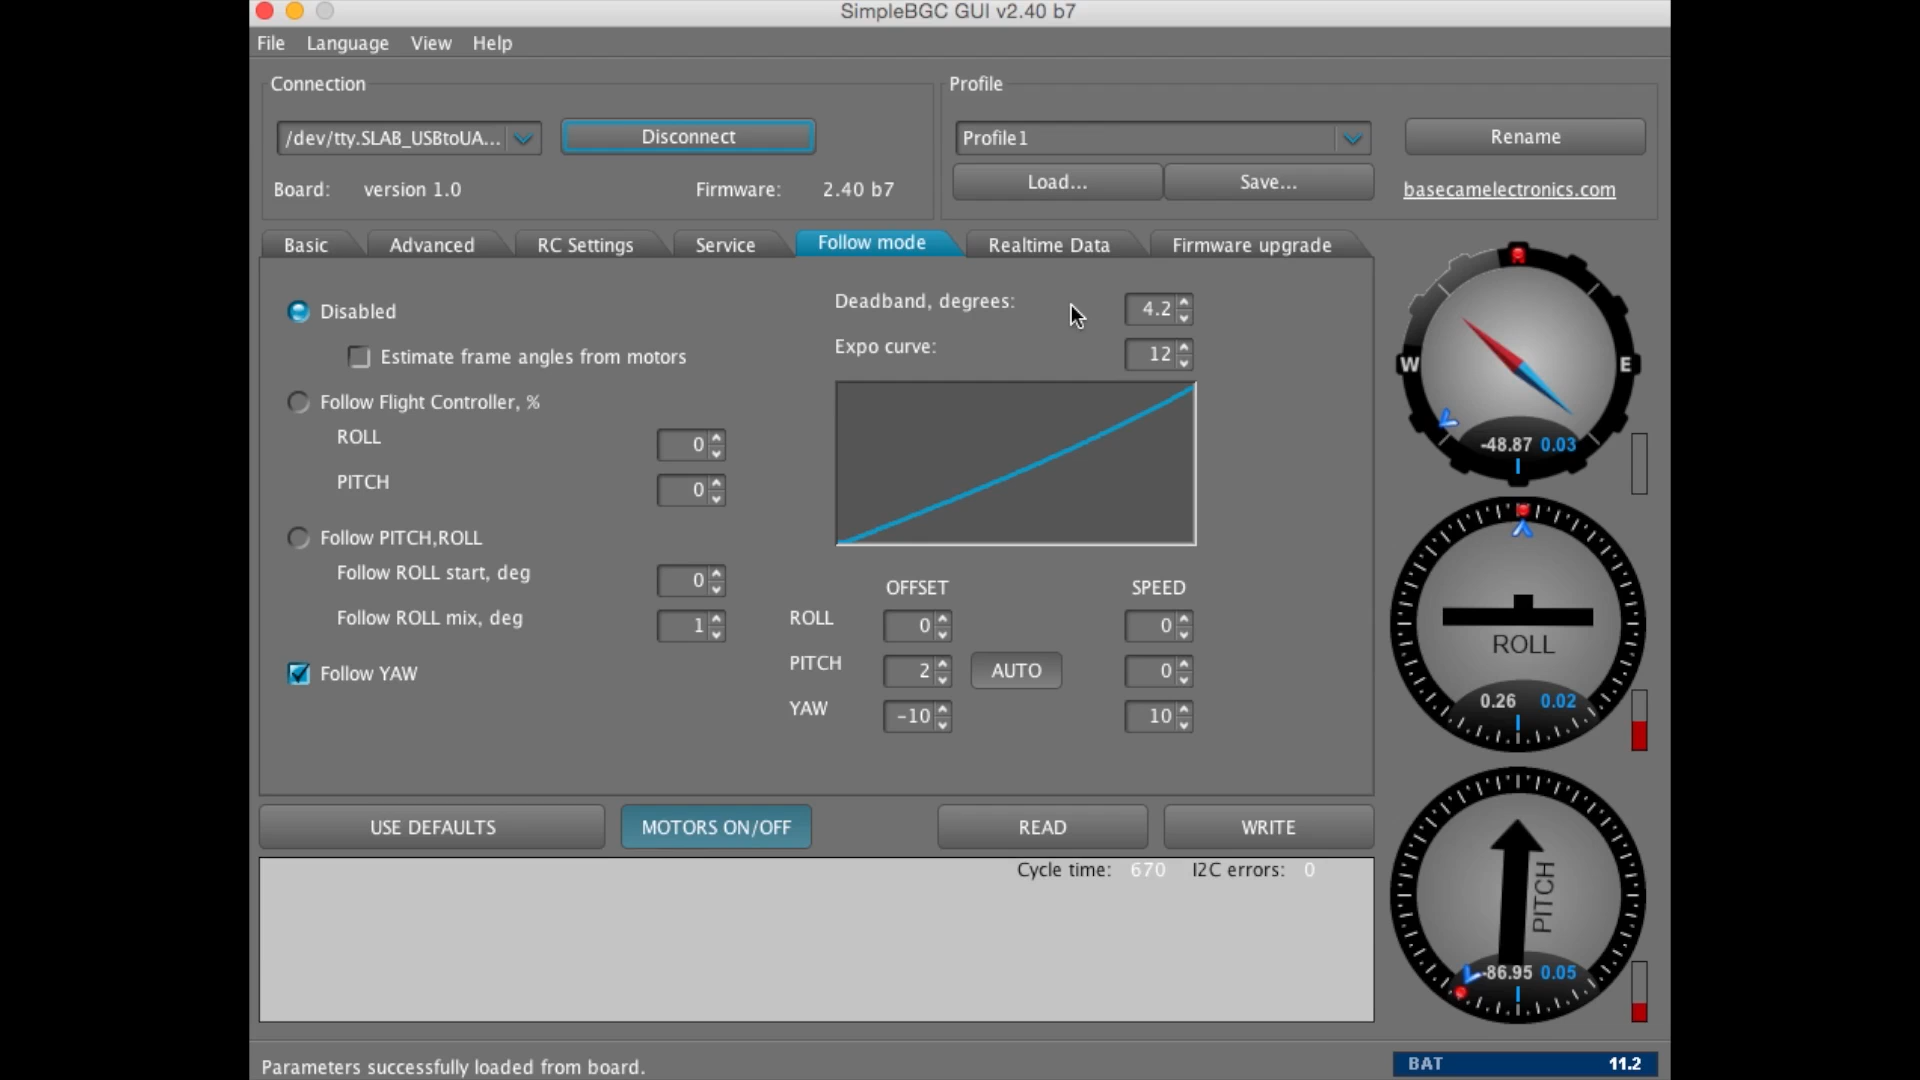 SimpleBGC GUI v2.40 b7
File Language View Help
Connection
Profile
/dev/tty.SLAB_USBtoUA...
Disconnect
Profile1
Rename
Load...
Save...
Board: version 1.0
Firmware: 2.40 b7
basecamelectronics.com
Basic
Advanced
RC Settings
Service
Follow mode
Realtime Data
Firmware upgrade
Disabled
Estimate frame angles from motors
Follow Flight Controller, %
ROLL 0
PITCH 0
Follow PITCH,ROLL
Follow ROLL start, deg 0
Follow ROLL mix, deg 1
Follow YAW
Deadband, degrees: 4.2
Expo curve: 12
OFFSET SPEED
ROLL 0 0
PITCH 2 AUTO 0
YAW -10 10
W E
-48.87 0.03
ROLL
0.26 0.02
PITCH
-86.95 0.05
USE DEFAULTS
MOTORS ON/OFF
READ
WRITE
Cycle time: 670 I2C errors: 0
Parameters successfully loaded from board.
BAT 11.2